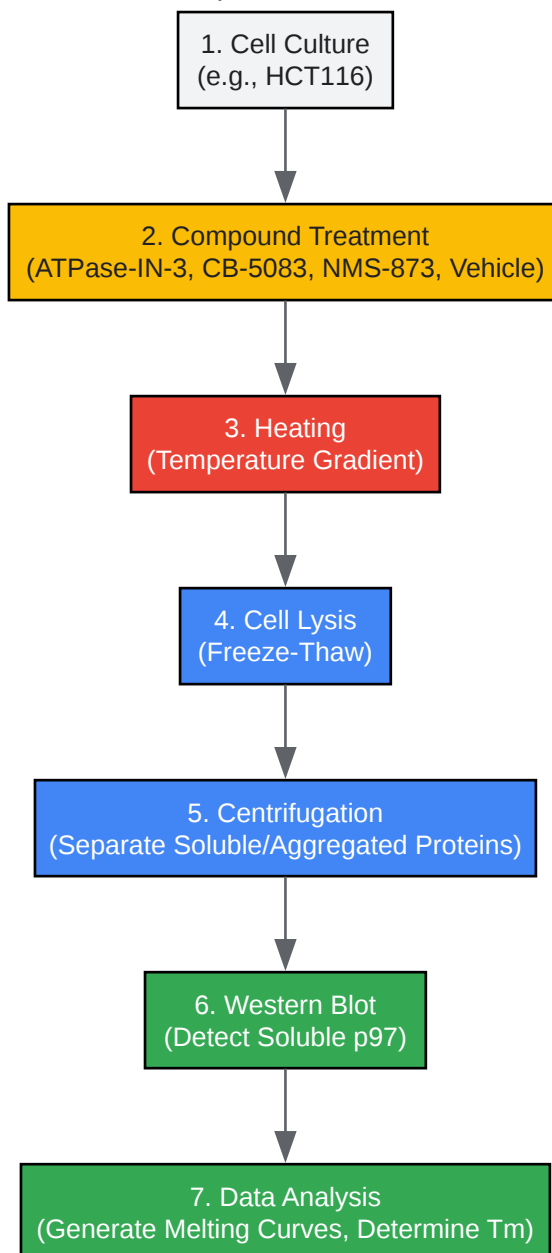 1. Cell Culture
(e.g., HCT116)
2. Compound Treatment
(ATPase-IN-3, CB-5083, NMS-873, Vehicle)
3. Heating
(Temperature Gradient)
4. Cell Lysis
(Freeze-Thaw)
5. Centrifugation
(Separate Soluble/Aggregated Proteins)
6. Western Blot
(Detect Soluble p97)
7. Data Analysis
(Generate Melting Curves, Determine Tm)